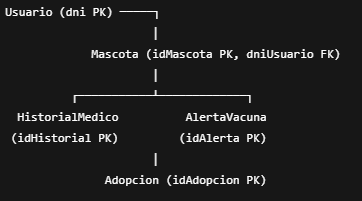 Usuario (dni PK)
Mascota (idMascota PK, dniUsuario FK)
HistorialMedico AlertaVacuna
(idHistorial PK) (idAlerta PK)
Adopcion (idAdopcion PK)